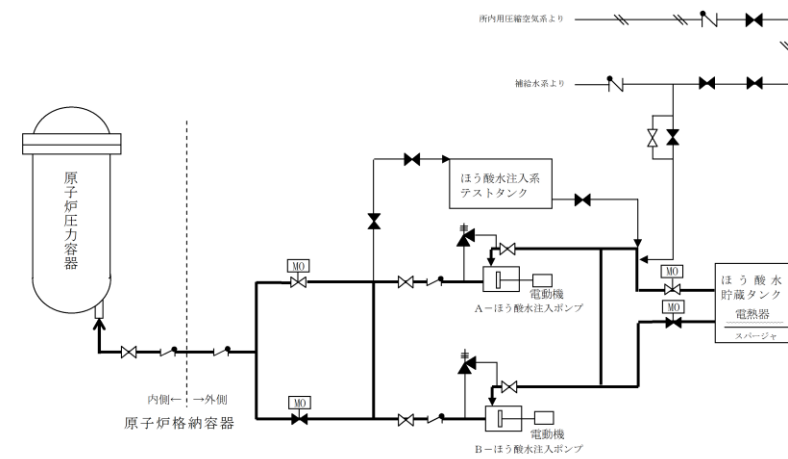 所内用圧縮空気系より
補給水系より
原子炉圧力容器
ほう酸水注入系
テストタンク
MO
電動機
A－ほう酸水注入ポンプ
MO
MO
ほう酸水
貯蔵タンク
電熱器
スパージャ
内側←
→外側
原子炉格納容器
MO
電動機
B－ほう酸水注入ポンプ